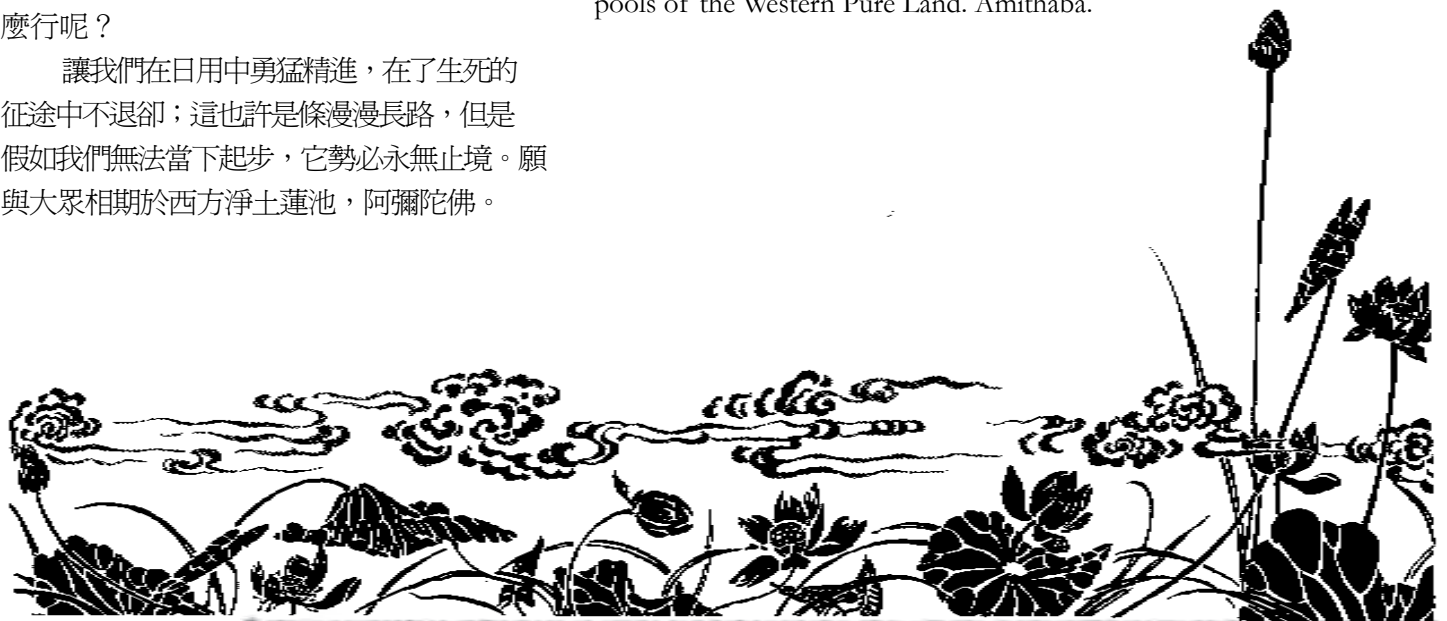 麼行呢？
讓我們在日用中勇猛精進，在了生死的
征途中不退卻；這也許是條漫漫長路，但是
假如我們無法當下起步，它勢必永無止境。願
與大眾相期於西方淨土蓮池，阿彌陀佛。
pools of the Western Pure Land. Amithaba.